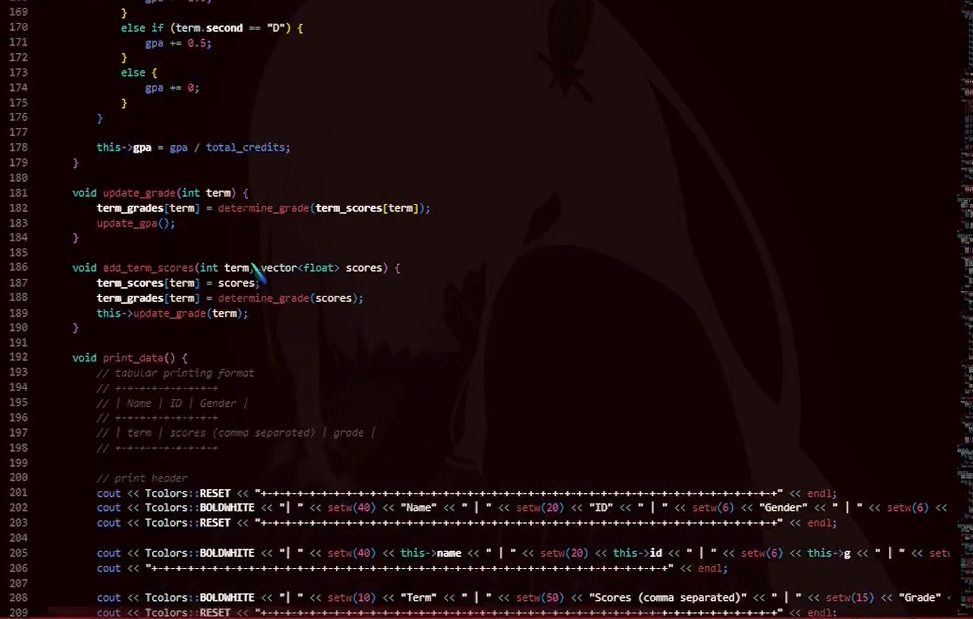 169 }
170 else if (term.second == "D") {
171 gpa += 0.5;
172 }
173 else {
174 gpa += 0;
175 }
176 }
177
178 this->gpa = gpa / total_credits;
179 }
180
181 void update_grade(int term) {
182 term_grades[term] = determine_grade(term_scores[term]);
183 update_gpa();
184 }
185
186 void add_term_scores(int term, vector<float> scores) {
187 term_scores[term] = scores;
188 term_grades[term] = determine_grade(scores);
189 this->update_grade(term);
190 }
191
192 void print_data() {
193 // tabular printing format
194 // +-+-+-+-+-+-+-+
195 // | Name | ID | Gender |
196 // +-+-+-+-+-+-+-+
197 // | term | scores (comma separated) | grade |
198 // +-+-+-+-+-+-+-+
199
200 // print header
201 cout << Tcolors::RESET << "+-+-+-+-+-+-+-+-+-+-+-+-+-+-+-+-+-+-+-+-+-+-+-+-+-+-+-+-+-+-+-+-+-+-+-+-+-+-+-+-+-+-+-+" << endl;
202 cout << Tcolors::BOLDWHITE << "| " << setw(40) << "Name" << " | " << setw(20) << "ID" << " | " << setw(6) << "Gender" << " | " << setw(6) <<
203 cout << Tcolors::RESET << "+-+-+-+-+-+-+-+-+-+-+-+-+-+-+-+-+-+-+-+-+-+-+-+-+-+-+-+-+-+-+-+-+-+-+-+-+-+-+-+-+-+-+-+" << endl;
204
205 cout << Tcolors::BOLDWHITE << "| " << setw(40) << this->name << " | " << setw(20) << this->id << " | " << setw(6) << this->g << " | " << setw
206 cout << "+-+-+-+-+-+-+-+-+-+-+-+-+-+-+-+-+-+-+-+-+-+-+-+-+-+-+-+-+-+-+-+-+-+-+-+-+-+-+-+-+-+-+-+" << endl;
207
208 cout << Tcolors::BOLDWHITE << "| " << setw(10) << "Term" << " | " << setw(50) << "Scores (comma separated)" << " | " << setw(15) << "Grade"
209 cout << Tcolors::RESET << "+-+-+-+-+-+-+-+-+-+-+-+-+-+-+-+-+-+-+-+-+-+-+-+-+-+-+-+-+-+-+-+-+-+-+-+-+-+-+-+-+-+-+-+" << endl;